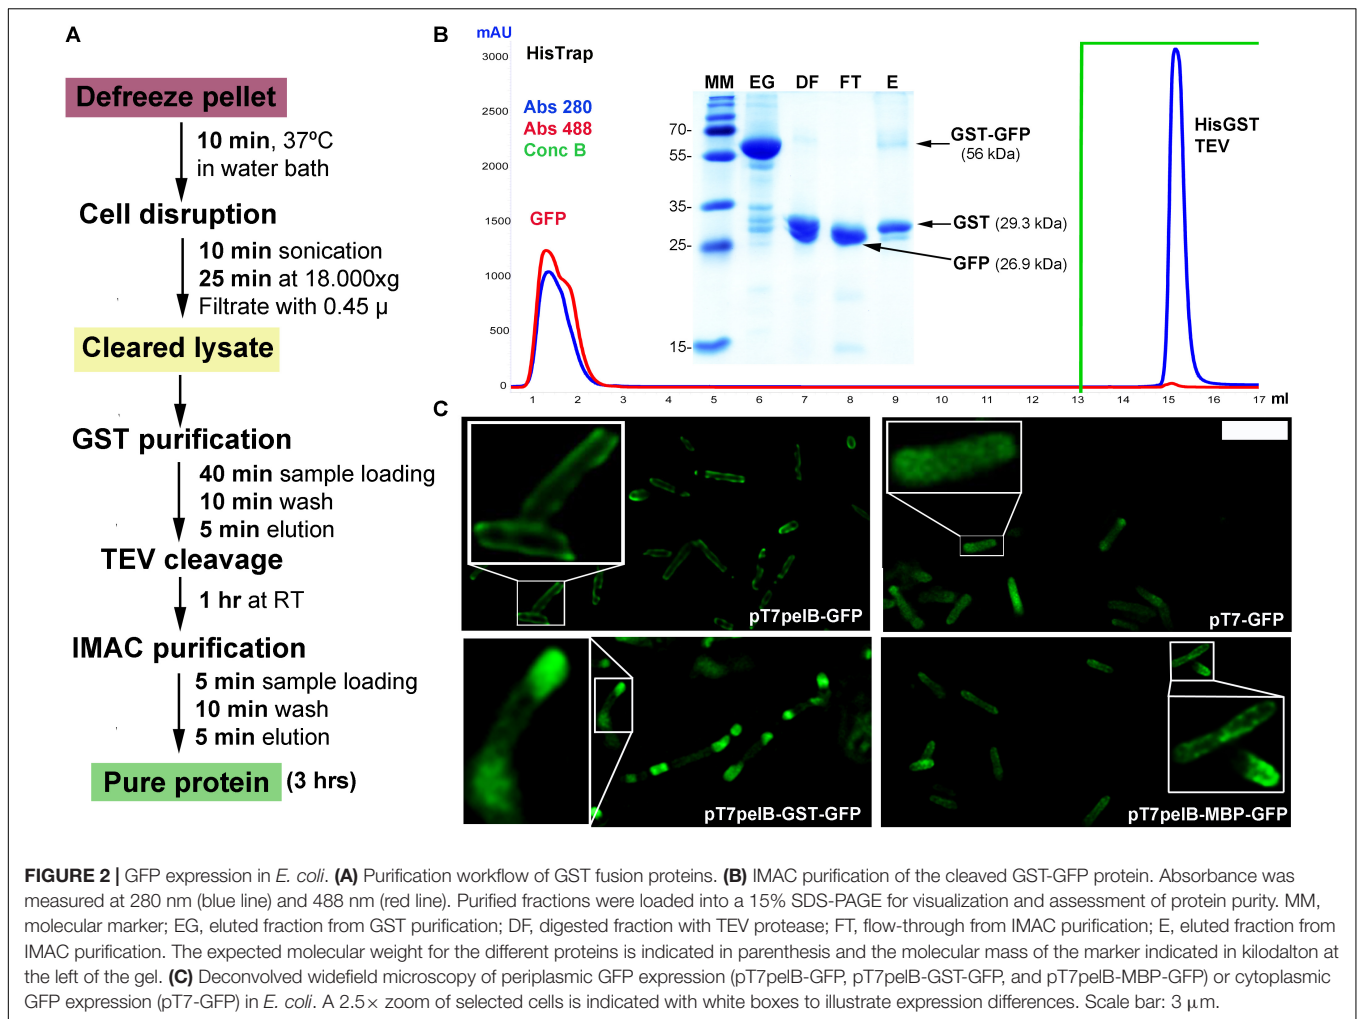 A
Defreeze pellet
10 min, 37ºC
in water bath
Cell disruption
10 min sonication
25 min at 18.000xg
Filtrate with 0.45 µ
Cleared lysate
GST purification
40 min sample loading
10 min wash
5 min elution
TEV cleavage
1 hr at RT
IMAC purification
5 min sample loading
10 min wash
5 min elution
Pure protein (3 hrs)
B
mAU
3000
2500
2000
1500
1000
500
0
HisTrap
Abs 280
Abs 488
Conc B
GFP
MM EG DF FT E
70-
55-
35-
25-
15-
GST-GFP
(56 kDa)
GST (29.3 kDa)
GFP (26.9 kDa)
HisGST
TEV
1 2 3 4 5 6 7 8 9 10 11 12 13 14 15 16 17 ml
C
pT7pelB-GFP
pT7-GFP
pT7pelB-GST-GFP
pT7pelB-MBP-GFP
FIGURE 2 | GFP expression in E. coli. (A) Purification workflow of GST fusion proteins. (B) IMAC purification of the cleaved GST-GFP protein. Absorbance was
measured at 280 nm (blue line) and 488 nm (red line). Purified fractions were loaded into a 15% SDS-PAGE for visualization and assessment of protein purity. MM,
molecular marker; EG, eluted fraction from GST purification; DF, digested fraction with TEV protease; FT, flow-through from IMAC purification; E, eluted fraction from
IMAC purification. The expected molecular weight for the different proteins is indicated in parenthesis and the molecular mass of the marker indicated in kilodalton at
the left of the gel. (C) Deconvolved widefield microscopy of periplasmic GFP expression (pT7pelB-GFP, pT7pelB-GST-GFP, and pT7pelB-MBP-GFP) or cytoplasmic
GFP expression (pT7-GFP) in E. coli. A 2.5× zoom of selected cells is indicated with white boxes to illustrate expression differences. Scale bar: 3 µm.